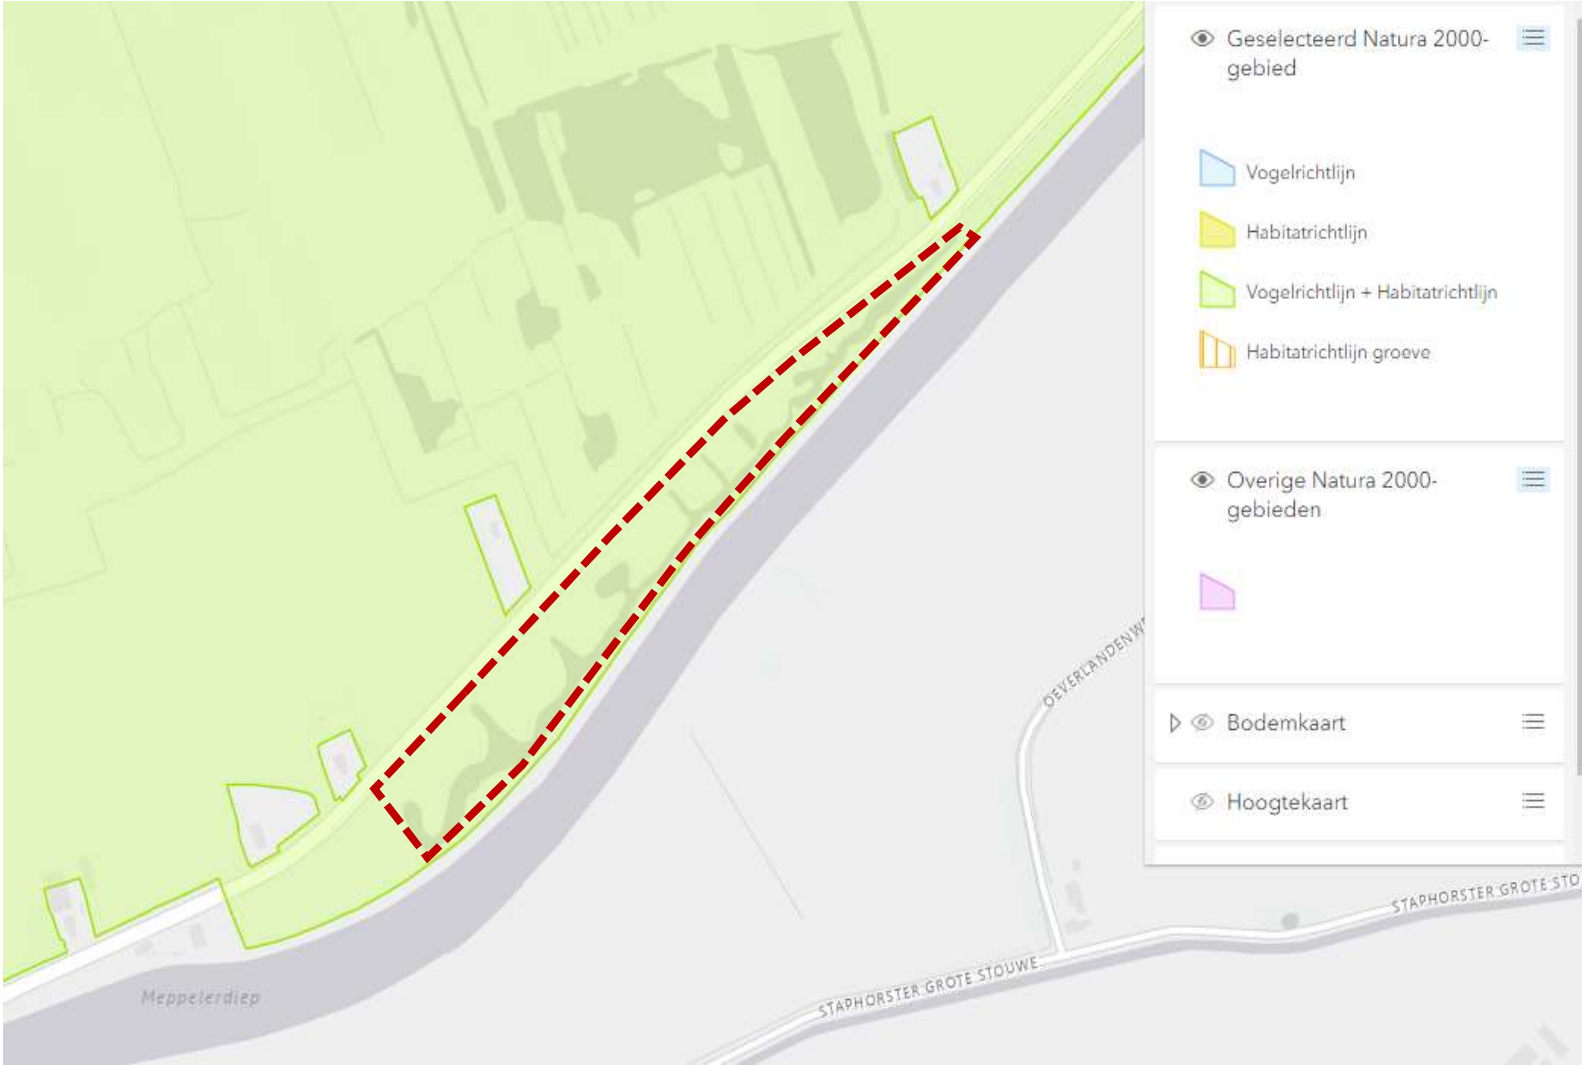 Geselecteerd Natura 2000-
gebied
Vogelrichtlijn
Habitatrichtlijn
Vogelrichtlijn + Habitatrichtlijn
Habitatrichtlijn groeve
Overige Natura 2000-
gebieden
Bodemkaart
Hoogtekaart
OEVERLANDENW
STAPHORSTER GROTE STO
STAPHORSTER GROTE STOUWE
Meppelerdiep